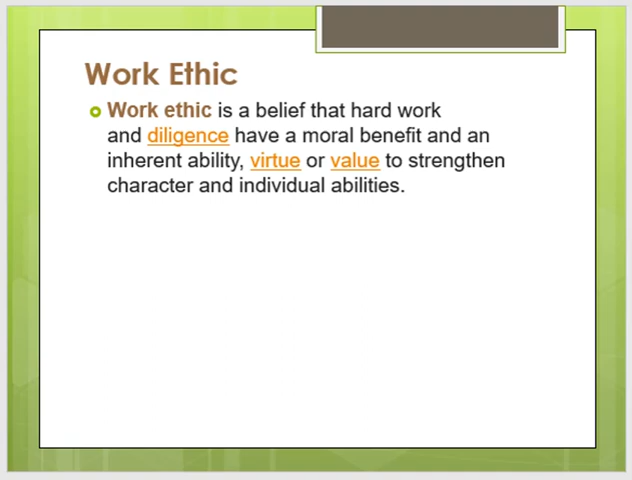 Work Ethic
Work ethic is a belief that hard work
and diligence have a moral benefit and an
inherent ability, virtue or value to strengthen
character and individual abilities.